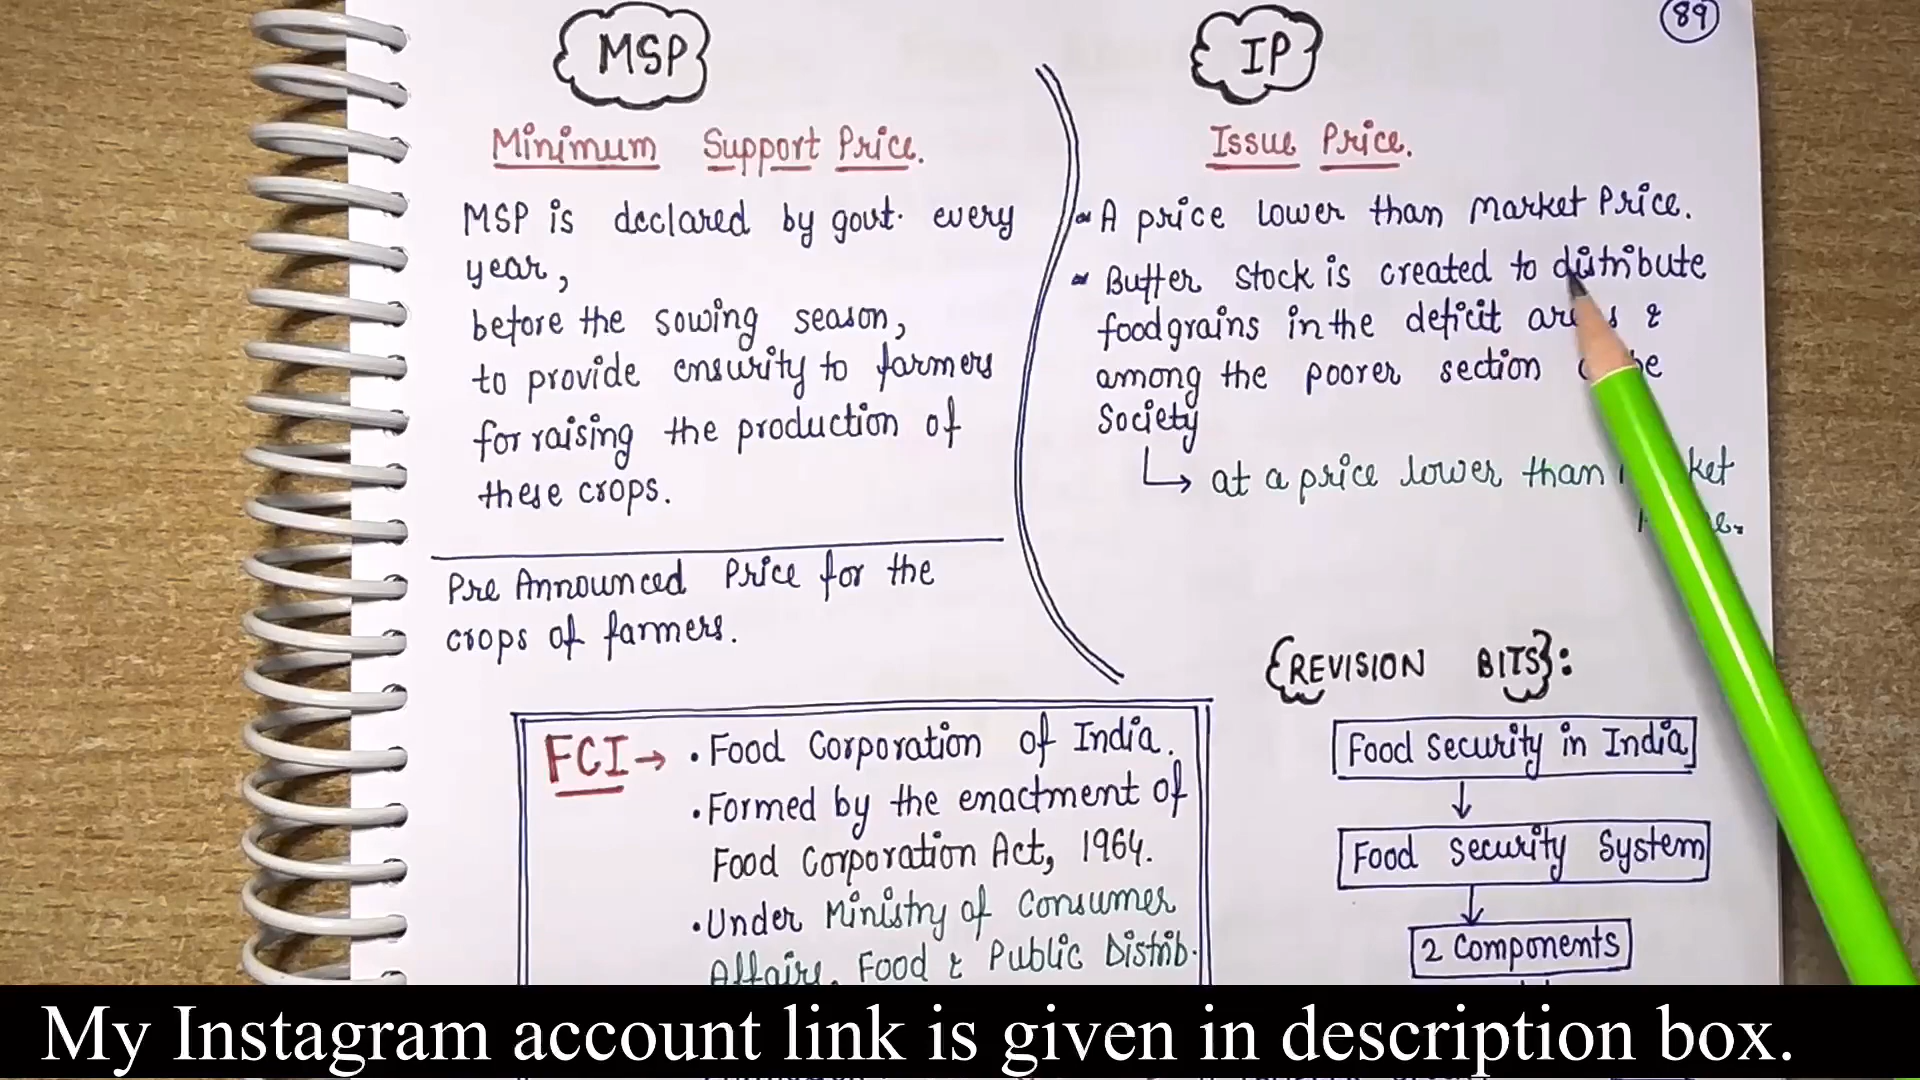 89
MSP
Minimum Support Price.
MSP is declared by govt. every
year,
before the sowing season,
to provide ensurity to farmers
for raising the production of
these crops.
Pre Announced Price for the
crops of farmers.
IP
Issue Price.
A price lower than market Price.
Buffer stock is created to distribute
foodgrains in the deficit &
among the poorer section
Society
at a price lower than
FCI → • Food Corporation of India.
• Formed by the enactment of
Food Corporation Act, 1964.
• Under Ministry of Consumer
Affairs, Food & Public Distrib.
{REVISION BITS}:
Food Security in India
Food Security System
2 Components
My Instagram account link is given in description box.